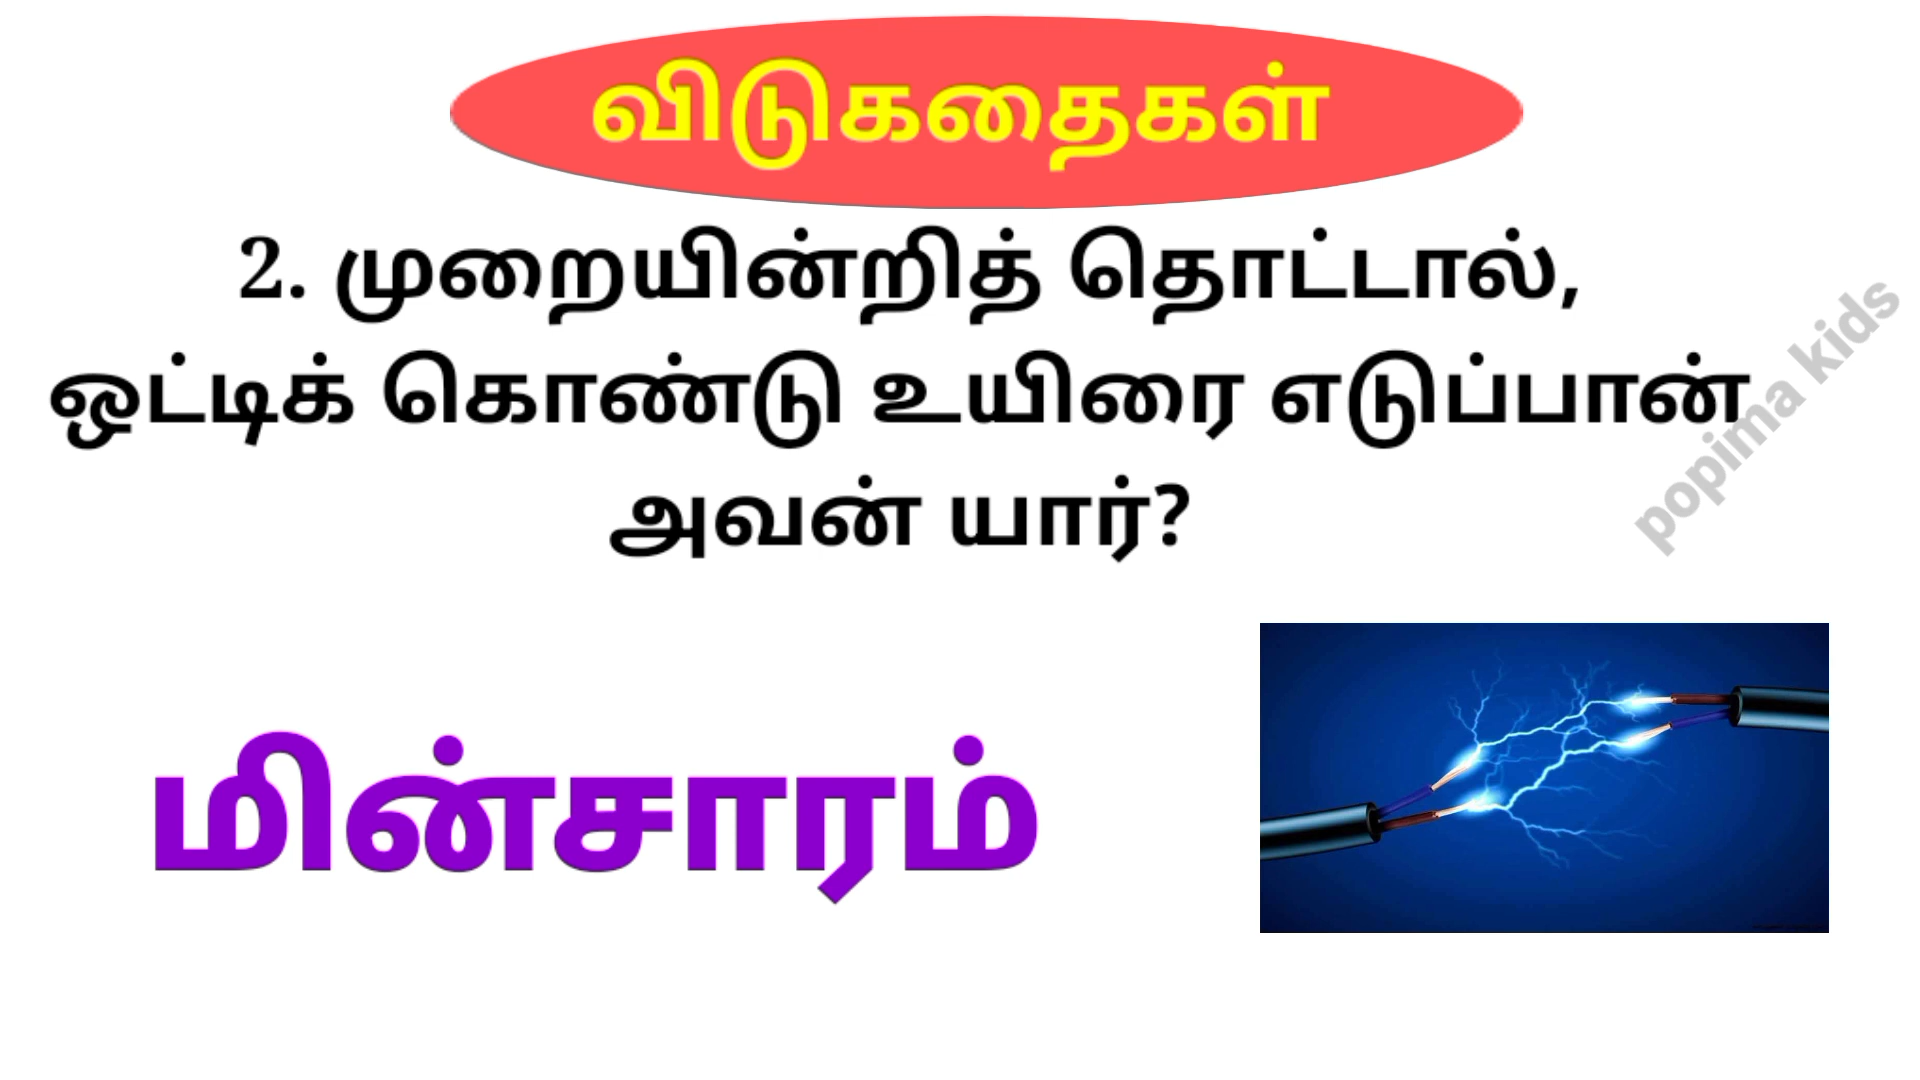 விடுகதைகள்
2. முறையின்றித் தொட்டால்,
ஒட்டிக் கொண்டு உயிரை எடுப்பான்
அவன் யார்?
popima kids
மின்சாரம்